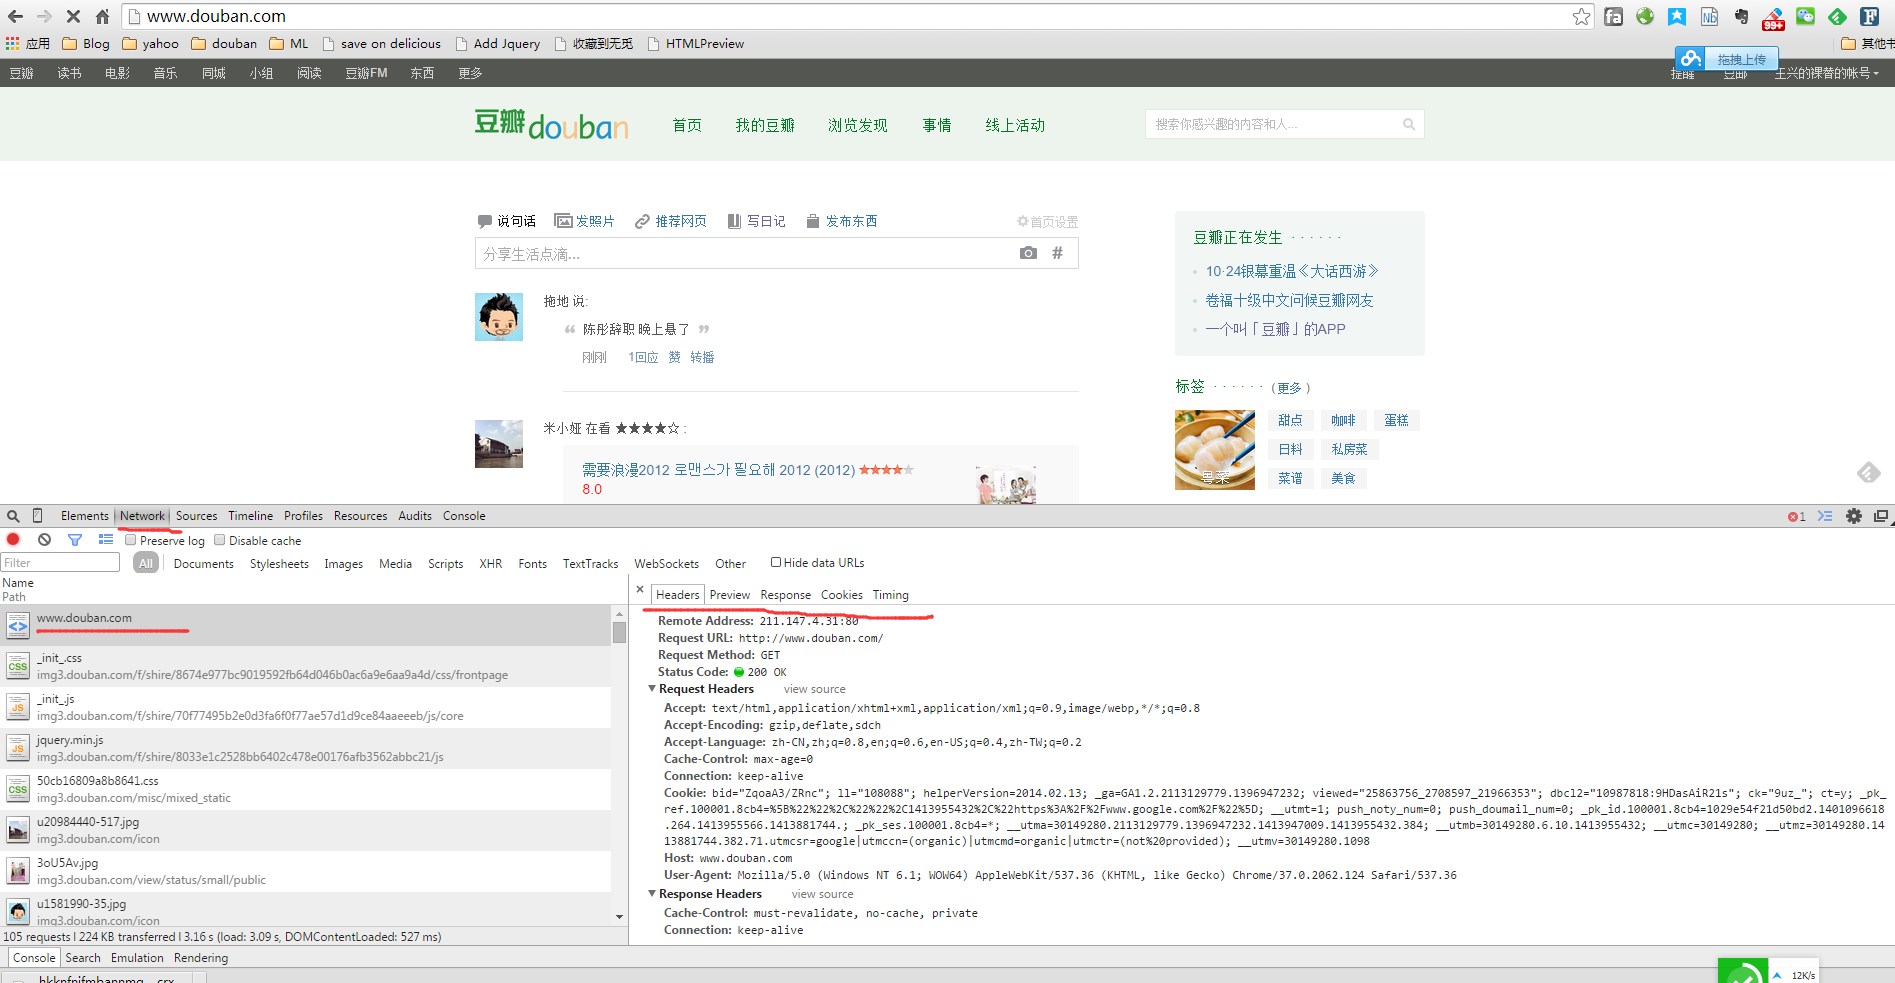 www.douban.com
应用 Blog yahoo douban ML save on delicious Add Jquery 收藏到无觅 HTMLPreview 其他书
99+
拖拽上传
豆瓣 读书 电影 音乐 同城 小组 阅读 豆瓣FM 东西 更多 提醒 豆邮 王兴的裸替的帐号
豆瓣douban 首页 我的豆瓣 浏览发现 事情 线上活动 搜索你感兴趣的内容和人...
说句话 发照片 推荐网页 写日记 发布东西 首页设置
分享生活点滴... #
拖地 说:
“ 陈彤辞职 晚上悬了 ”
刚刚 1回应 赞 转播
米小娅 在看 ★★★★☆ :
需要浪漫2012 로맨스가 필요해 2012 (2012)
8.0
豆瓣正在发生 · · · · · ·
10·24银幕重温《大话西游》
卷福十级中文问候豆瓣网友
一个叫「豆瓣」的APP
标签 · · · · · · ( 更多 )
粤菜
甜点 咖啡 蛋糕
日料 私房菜
菜谱 美食
Elements Network Sources Timeline Profiles Resources Audits Console 1
Preserve log Disable cache
Filter All Documents Stylesheets Images Media Scripts XHR Fonts TextTracks WebSockets Other Hide data URLs
Name
Path
www.douban.com
_init_.css
img3.douban.com/f/shire/8674e977bc9019592fb64d046b0ac6a9e6aa9a4d/css/frontpage
_init_.js
img3.douban.com/f/shire/70f77495b2e0d3fa6f0f77ae57d1d9ce84aaeeeb/js/core
jquery.min.js
img3.douban.com/f/shire/8033e1c2528bb6402c478e00176afb3562abbc21/js
50cb16809a8b8641.css
img3.douban.com/misc/mixed_static
u20984440-517.jpg
img3.douban.com/icon
3oU5Av.jpg
img3.douban.com/view/status/small/public
u1581990-35.jpg
img3.douban.com/icon
105 requests | 224 KB transferred | 3.16 s (load: 3.09 s, DOMContentLoaded: 527 ms)
× Headers Preview Response Cookies Timing
Remote Address: 211.147.4.31:80
Request URL: http://www.douban.com/
Request Method: GET
Status Code: 200 OK
Request Headers view source
Accept: text/html,application/xhtml+xml,application/xml;q=0.9,image/webp,*/*;q=0.8
Accept-Encoding: gzip,deflate,sdch
Accept-Language: zh-CN,zh;q=0.8,en;q=0.6,en-US;q=0.4,zh-TW;q=0.2
Cache-Control: max-age=0
Connection: keep-alive
Cookie: bid="ZqoaA3/ZRnc"; ll="108088"; helperVersion=2014.02.13; _ga=GA1.2.2113129779.1396947232; viewed="25863756_2708597_21966353"; dbcl2="10987818:9HDasAiR21s"; ck="9uz_"; ct=y; _pk_
ref.100001.8cb4=%5B%22%22%2C%22%22%2C1413955432%2C%22https%3A%2F%2Fwww.google.com%2F%22%5D; __utmt=1; push_noty_num=0; push_doumail_num=0; _pk_id.100001.8cb4=1029e54f21d50bd2.1401096618
.264.1413955566.1413881744.; _pk_ses.100001.8cb4=*; __utma=30149280.2113129779.1396947232.1413947009.1413955432.384; __utmb=30149280.6.10.1413955432; __utmc=30149280; __utmz=30149280.14
13881744.382.71.utmcsr=google|utmccn=(organic)|utmcmd=organic|utmctr=(not%20provided); __utmv=30149280.1098
Host: www.douban.com
User-Agent: Mozilla/5.0 (Windows NT 6.1; WOW64) AppleWebKit/537.36 (KHTML, like Gecko) Chrome/37.0.2062.124 Safari/537.36
Response Headers view source
Cache-Control: must-revalidate, no-cache, private
Connection: keep-alive
Console Search Emulation Rendering
12K/s